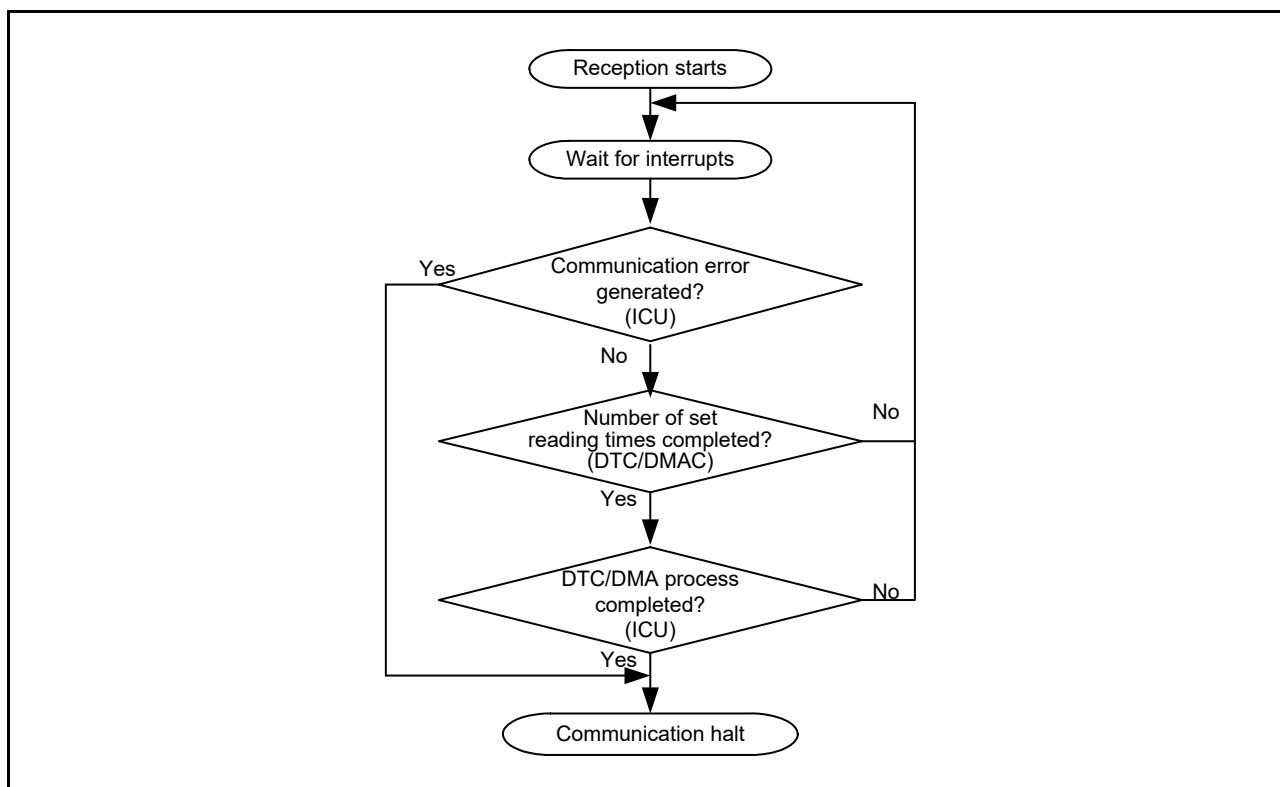 Reception starts
Wait for interrupts
Yes
Communication error
generated?
(ICU)
No
Number of set
reading times completed?
(DTC/DMAC)
No
Yes
DTC/DMA process
completed?
(ICU)
No
Yes
Communication halt